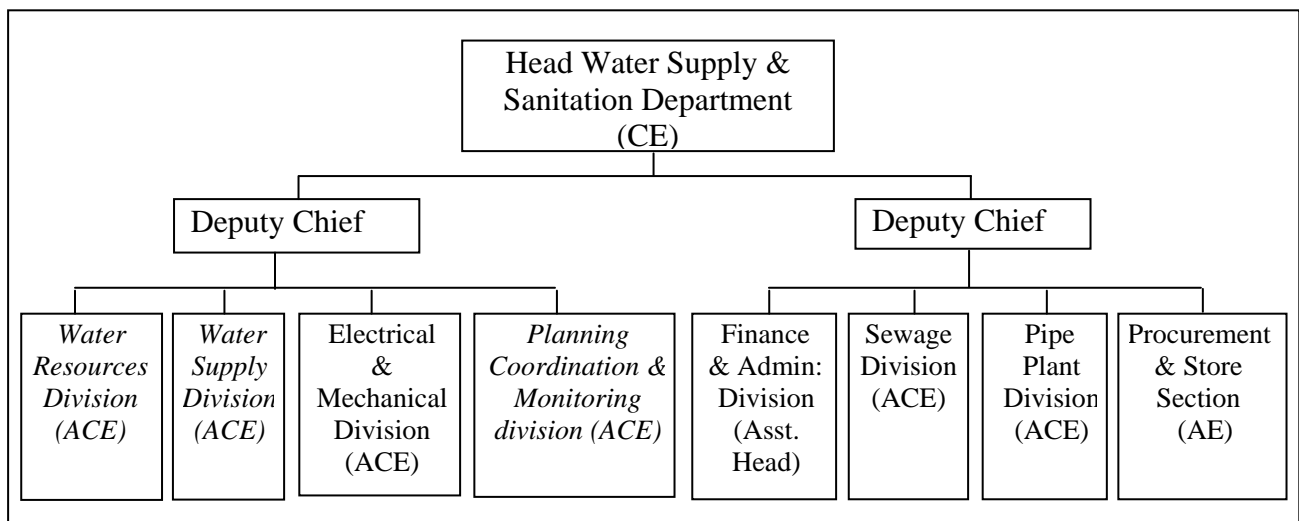 Head Water Supply &
Sanitation Department
(CE)
Deputy Chief
Deputy Chief
Water
Resources
Division
(ACE)
Water
Supply
Division
(ACE)
Electrical
&
Mechanical
Division
(ACE)
Planning
Coordination &
Monitoring
division (ACE)
Finance
& Admin:
Division
(Asst.
Head)
Sewage
Division
(ACE)
Pipe
Plant
Division
(ACE)
Procurement
& Store
Section
(AE)